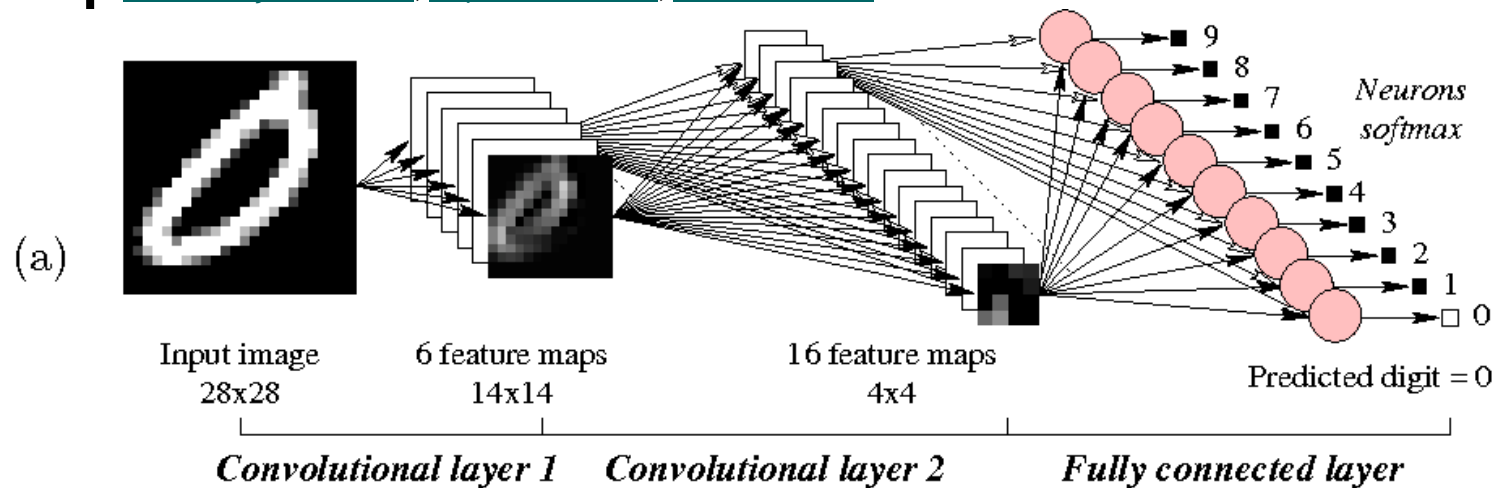 9
8
7
6
5
4
3
2
1
0
Neurons
softmax
(a)
Input image
28x28
6 feature maps
14x14
16 feature maps
4x4
Predicted digit = 0
Convolutional layer 1
Convolutional layer 2
Fully connected layer